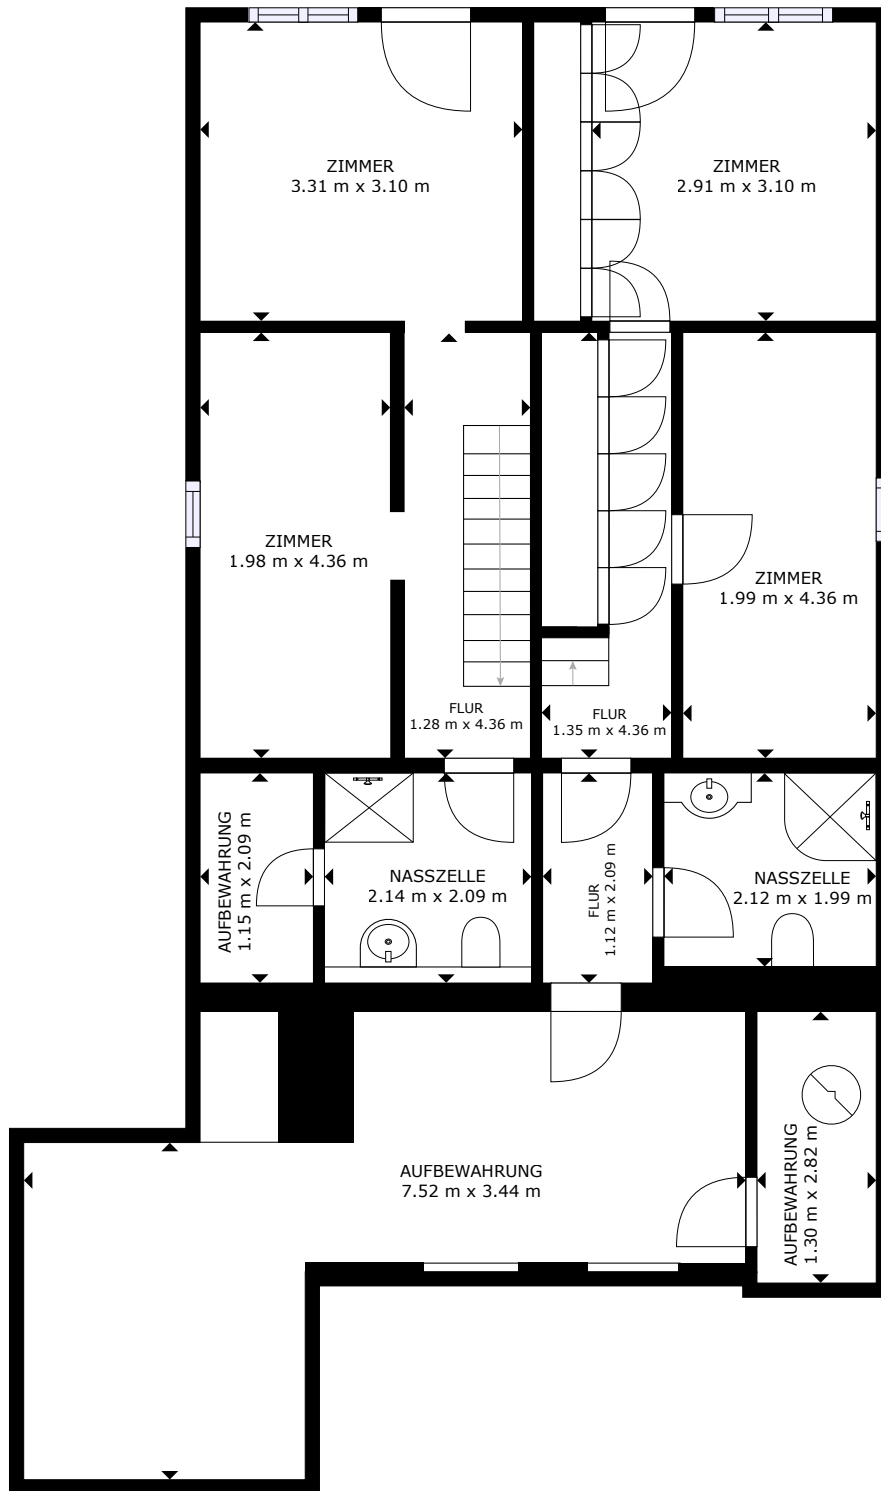 ZIMMER
3.31 m x 3.10 m
ZIMMER
2.91 m x 3.10 m
ZIMMER
1.98 m x 4.36 m
ZIMMER
1.99 m x 4.36 m
FLUR
1.28 m x 4.36 m
FLUR
1.35 m x 4.36 m
AUFBEWAHRUNG
1.15 m x 2.09 m
NASSZELLE
2.14 m x 2.09 m
FLUR
1.12 m x 2.09 m
NASSZELLE
2.12 m x 1.99 m
AUFBEWAHRUNG
7.52 m x 3.44 m
AUFBEWAHRUNG
1.30 m x 2.82 m